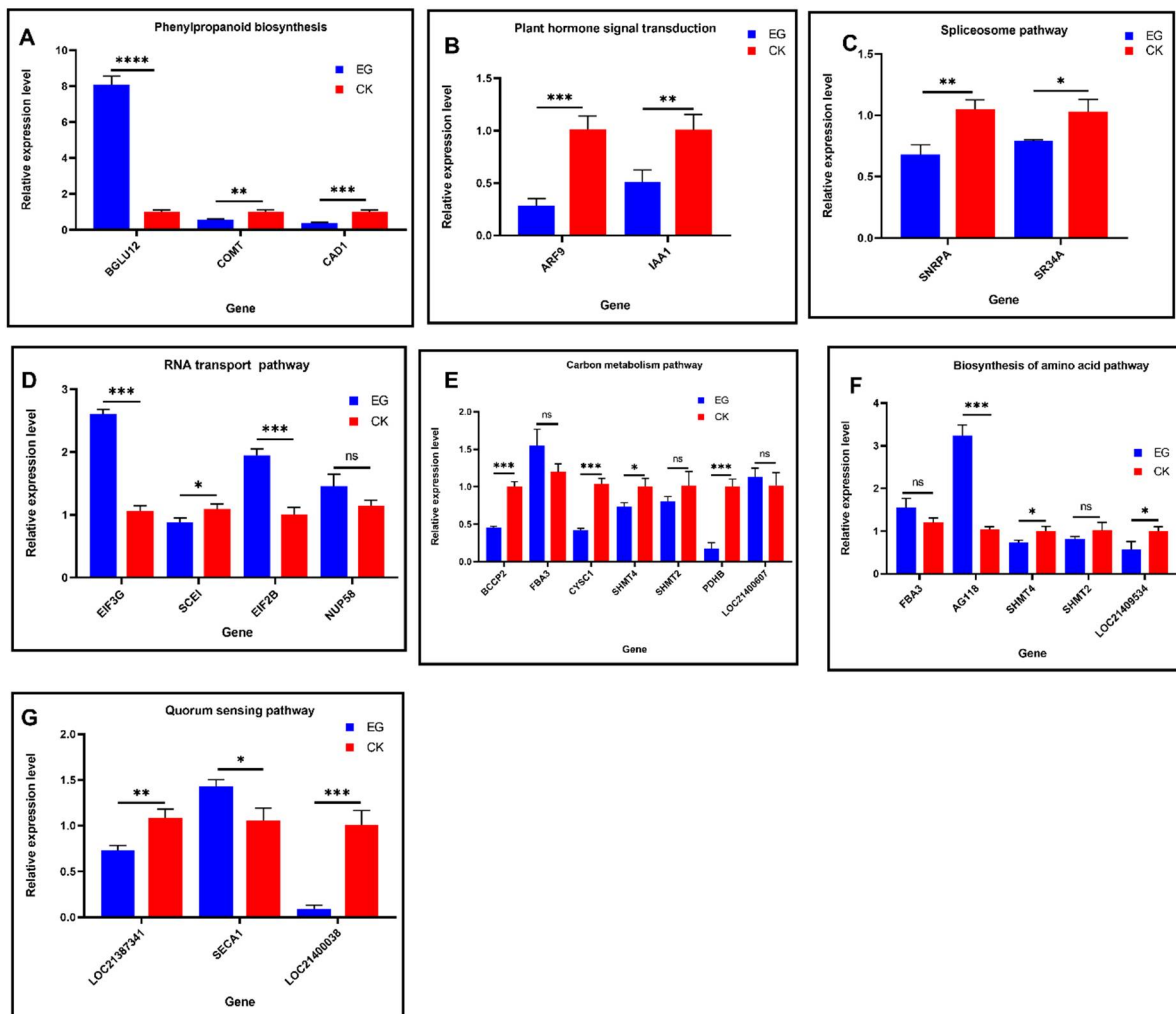 A
Phenylpropanoid biosynthesis
Relative expression level
10
8
6
4
2
0
****
**
***
EG
CK
BGLU12
COMT
CAD1
Gene
B
Plant hormone signal transduction
EG
CK
Relative expression level
1.5
1.0
0.5
0.0
***
**
ARF9
IAA1
Gene
C
Spliceosome pathway
EG
CK
Relative expression level
1.5
1.0
0.5
0.0
**
*
SNRPA
SR34A
Gene
D
RNA transport pathway
EG
CK
Relative expression level
3
2
1
0
***
*
***
ns
EIF3G
SCEI
EIF2B
NUP58
Gene
E
Carbon metabolism pathway
EG
CK
Relative expression level
2.0
1.5
1.0
0.5
0.0
***
ns
***
*
ns
***
ns
BCCP2
FBA3
CYSC1
SHMT4
SHMT2
PDHB
LOC21400607
Gene
F
Biosynthesis of amino acid pathway
EG
CK
Relative expression level
4
3
2
1
0
ns
***
*
ns
*
FBA3
AG118
SHMT4
SHMT2
LOC21409534
Gene
G
Quorum sensing pathway
EG
CK
Relative expression level
2.0
1.5
1.0
0.5
0.0
**
*
***
LOC21387341
SECA1
LOC21400038
Gene